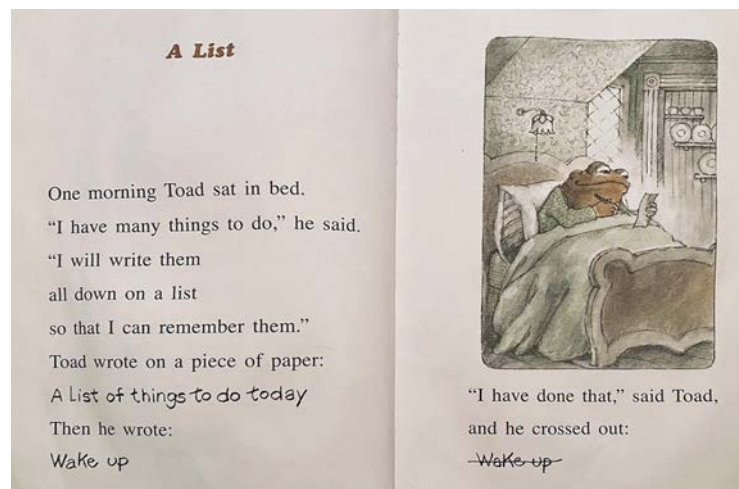 A List
One morning Toad sat in bed.
“I have many things to do,” he said.
“I will write them
all down on a list
so that I can remember them.”
Toad wrote on a piece of paper:
A List of things to do today
Then he wrote:
Wake up
“I have done that,” said Toad,
and he crossed out:
Wake up